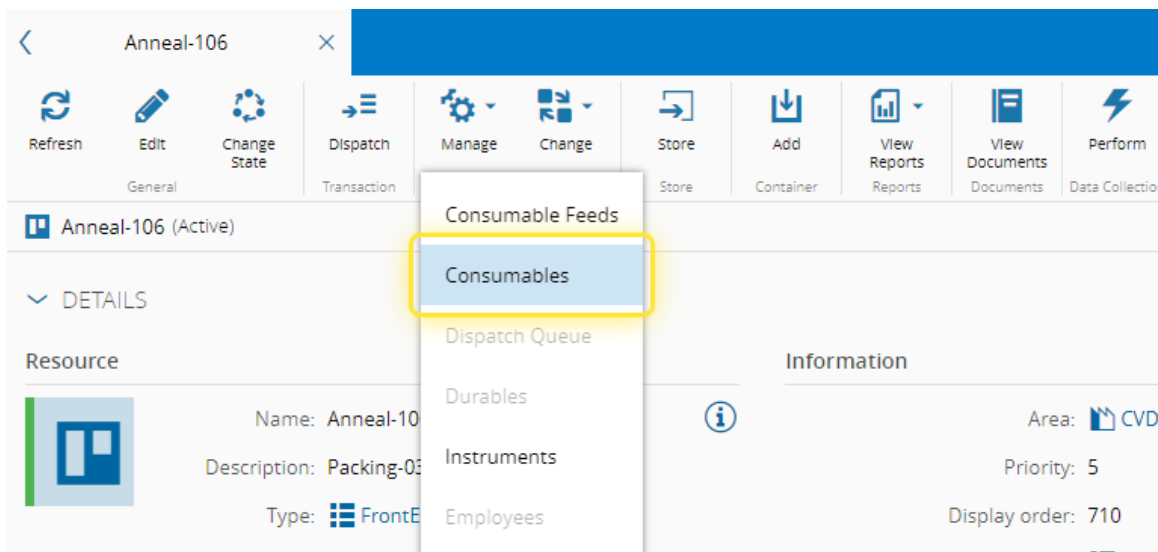 Anneal-106
Refresh
Edit
Change
State
General
Dispatch
Transaction
Manage
Change
Store
Store
Add
Container
View
Reports
Reports
View
Documents
Documents
Perform
Data Collectio
Anneal-106 (Active)
Consumable Feeds
Consumables
Dispatch Queue
Durables
Instruments
Employees
DETAILS
Resource
Name: Anneal-10
Description: Packing-03
Type: FrontE
Information
Area: CVD
Priority: 5
Display order: 710